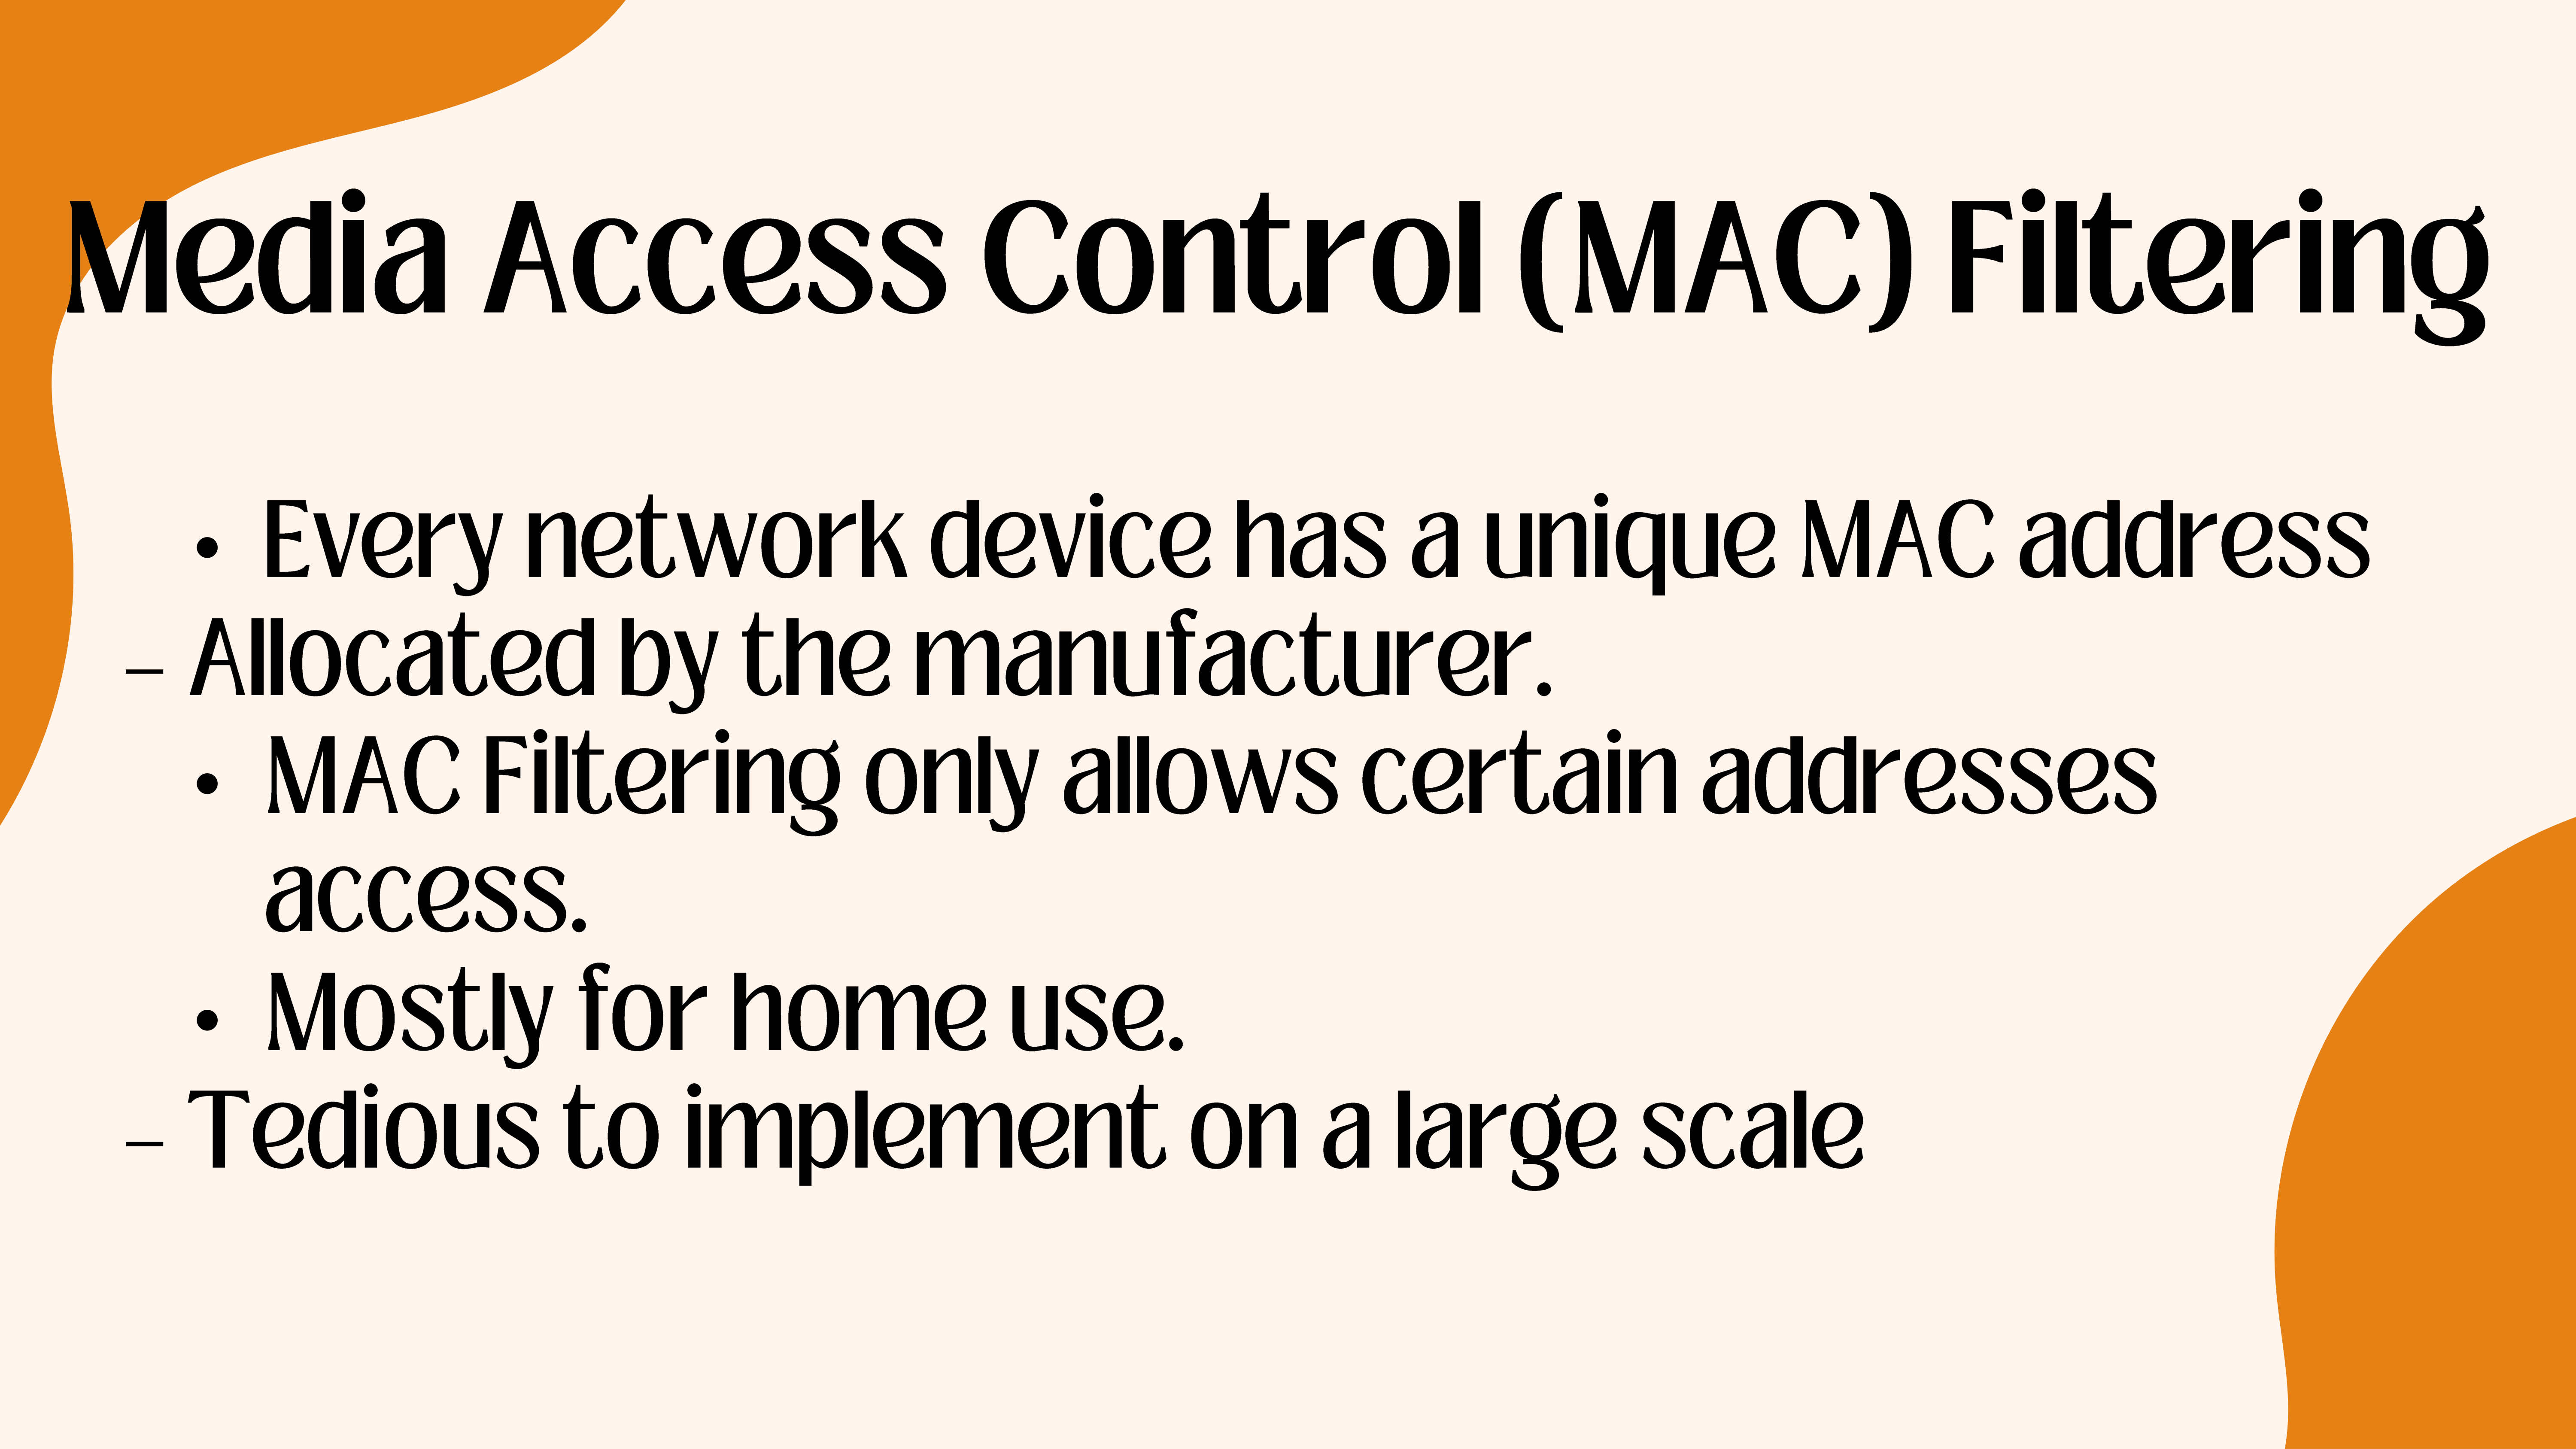 Media Access Control (MAC) Filtering
• Every network device has a unique MAC address
– Allocated by the manufacturer.
• MAC Filtering only allows certain addresses
access.
• Mostly for home use.
– Tedious to implement on a large scale